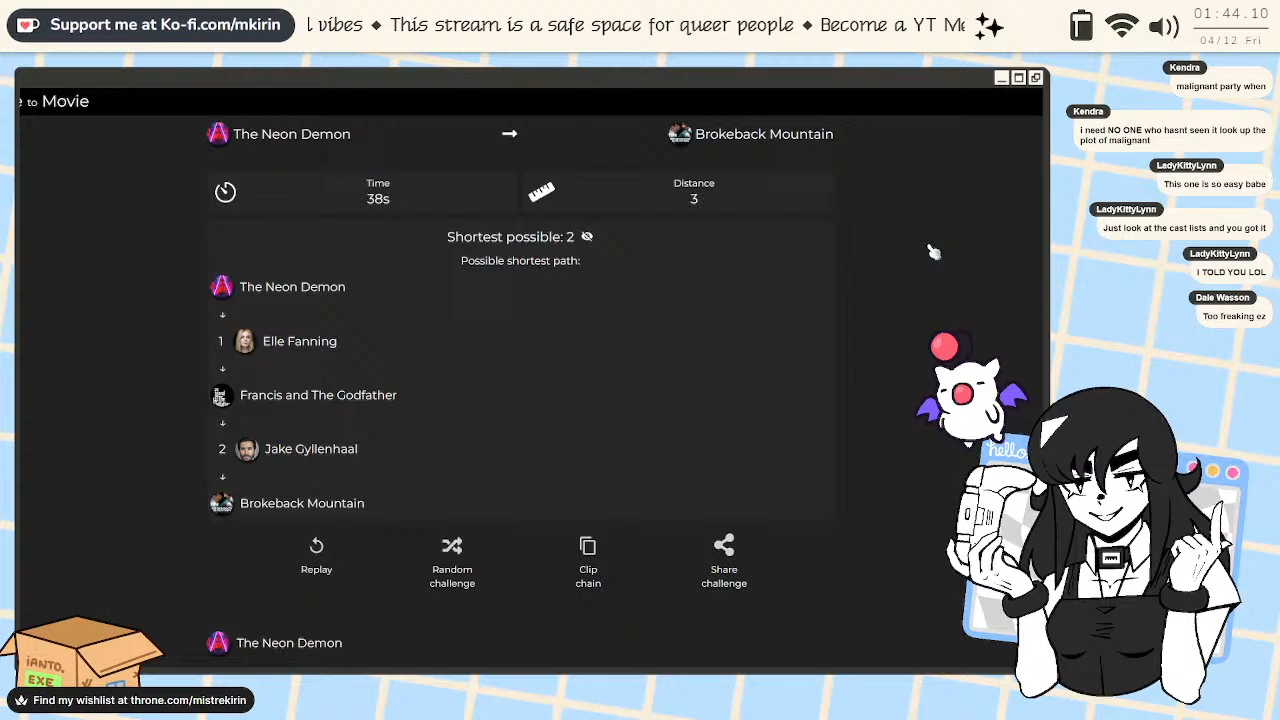 Support me at Ko-fi.com/mkirin
l vibes ◆ This stream is a safe space for queer people ◆ Become a YT Me
01:44.10
04/12 Fri
e to Movie
The Neon Demon
→
Brokeback Mountain
Time
38s
Distance
3
Shortest possible: 2
Possible shortest path:
The Neon Demon
↓
1 Elle Fanning
↓
Francis and The Godfather
↓
2 Jake Gyllenhaal
↓
Brokeback Mountain
Replay
Random
challenge
Clip
chain
Share
challenge
The Neon Demon
Kendra
malignant party when
Kendra
i need NO ONE who hasnt seen it look up the
plot of malignant
LadyKittyLynn
This one is so easy babe
LadyKittyLynn
Just look at the cast lists and you got it
LadyKittyLynn
I TOLD YOU LOL
Dale Wasson
Too freaking ez
hello
iANTO.
EXE
Find my wishlist at throne.com/mistrekirin